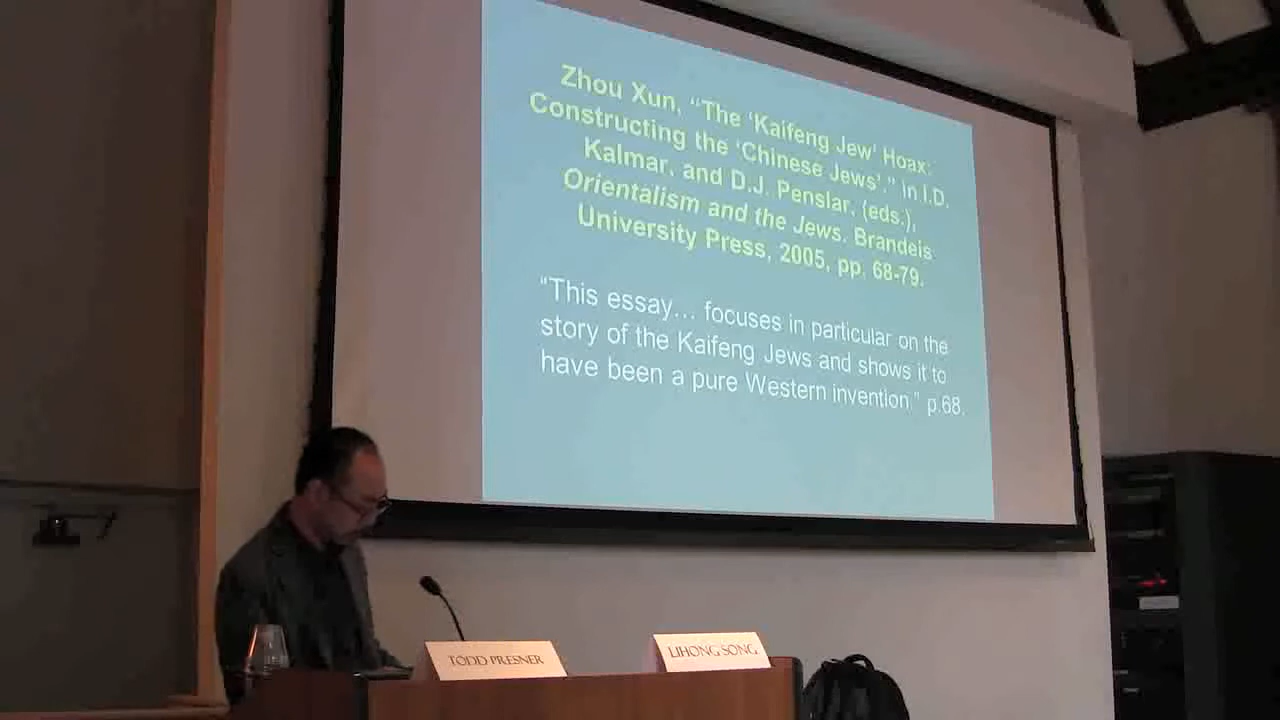 Zhou Xun, “The ‘Kaifeng Jew’ Hoax:
Constructing the ‘Chinese Jews’.” in I.D.
Kalmar, and D.J. Penslar, (eds.),
Orientalism and the Jews. Brandeis
University Press, 2005, pp. 68-79.
"This essay… focuses in particular on the
story of the Kaifeng Jews and shows it to
have been a pure Western invention." p.68.
TODD PRESNER
LIHONG SONG